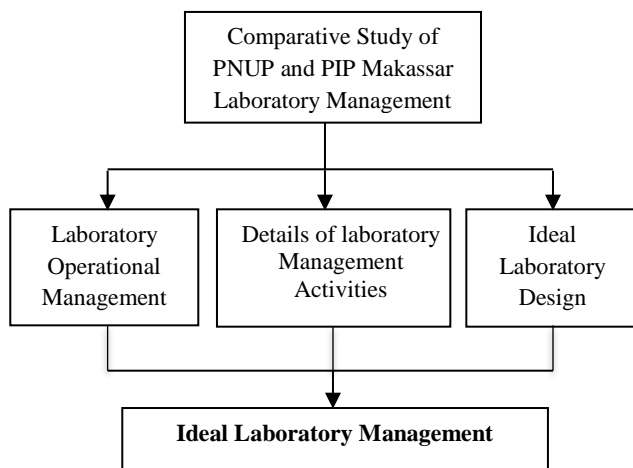 Comparative Study of
PNUP and PIP Makassar
Laboratory Management
Laboratory
Operational
Management
Details of laboratory
Management
Activities
Ideal
Laboratory
Design
Ideal Laboratory Management